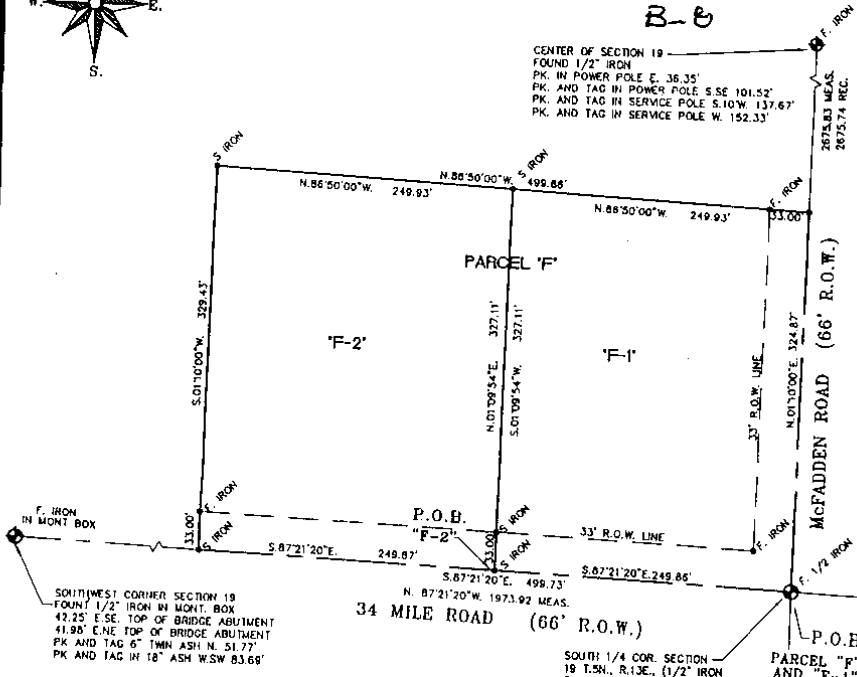 W.
E.
S.
B-8
F. IRON
CENTER OF SECTION 19
FOUND 1/2" IRON
PK. IN POWER POLE E. 36.35'
PK. AND TAG IN POWER POLE S.SE 101.52'
PK. AND TAG IN SERVICE POLE S.10°W. 137.67'
PK. AND TAG IN SERVICE POLE W. 152.33'
2675.83 MEAS.
2675.74 REC.
S IRON
S IRON
N.86°50'00"W. 499.86'
N.86°50'00"W. 249.93'
N.86°50'00"W. 249.93'
F. IRON
33.00'
PARCEL 'F'
S.01°10'00"W. 329.43'
"F-2"
N.01°09'54"E. 327.11'
S.01°09'54"W. 327.11'
"F-1"
33' R.O.W. LINE
N.01°10'00"E. 324.87'
McFADDEN ROAD (66' R.O.W.)
F. IRON
IN MONT BOX
F. IRON
33.00'
S IRON
P.O.B.
"F-2"
S IRON
33.00'
S IRON
33' R.O.W. LINE
F. IRON
F. 1/2 IRON
S.87°21'20"E. 249.87'
S.87°21'20"E. 499.73'
S.87°21'20"E. 249.86'
N. 87°21'20"W. 1973.92 MEAS.
34 MILE ROAD (66' R.O.W.)
SOUTHWEST CORNER SECTION 19
FOUNT 1/2" IRON IN MONT. BOX
42.25' E.SE. TOP OF BRIDGE ABUTMENT
41.98' E.NE TOP OF BRIDGE ABUTMENT
PK AND TAG 6" TWIN ASH N. 51.77'
PK AND TAG IN 18" ASH W.SW 83.69'
SOUTH 1/4 COR. SECTION
19 T.5N., R.13E., (1/2" IRON
P.O.B
PARCEL "F"
AND "F-1"